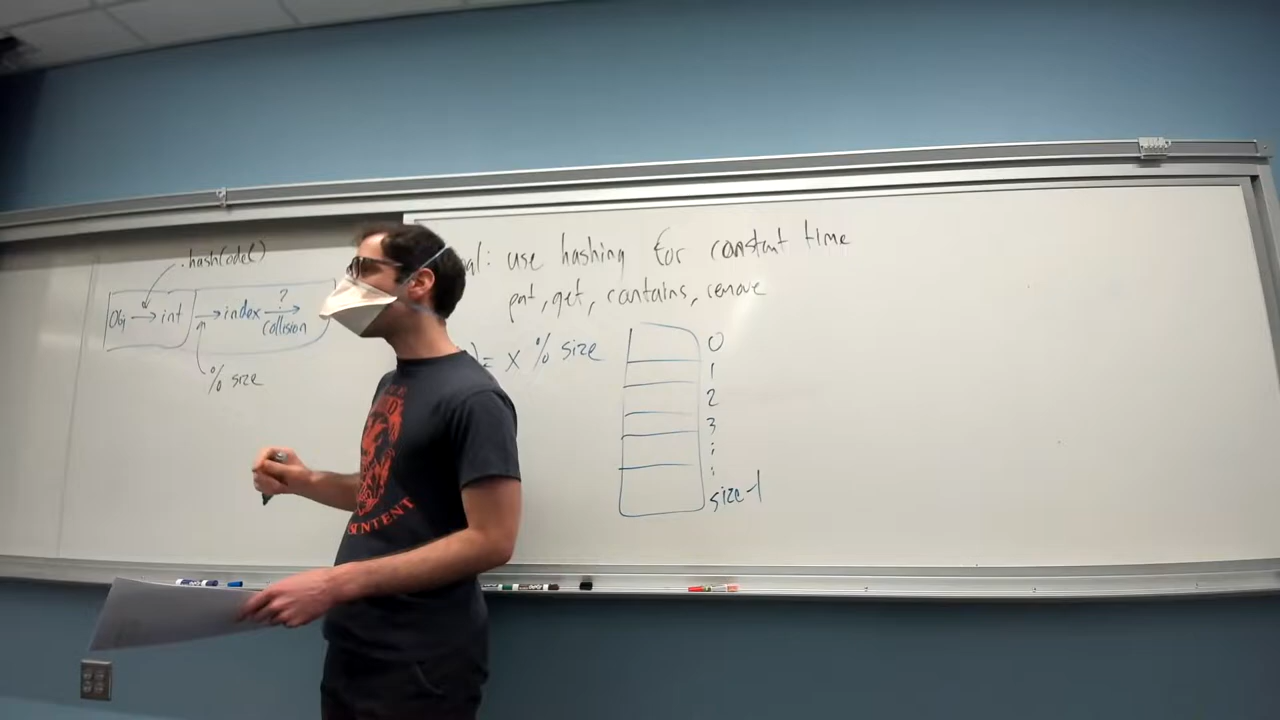 .hashCode()
Obj → int → index → ? collision
% size
al: use hashing for constant time
put, get, contains, remove
) = x % size
0
1
2
3
:
:
size-1
NTENT